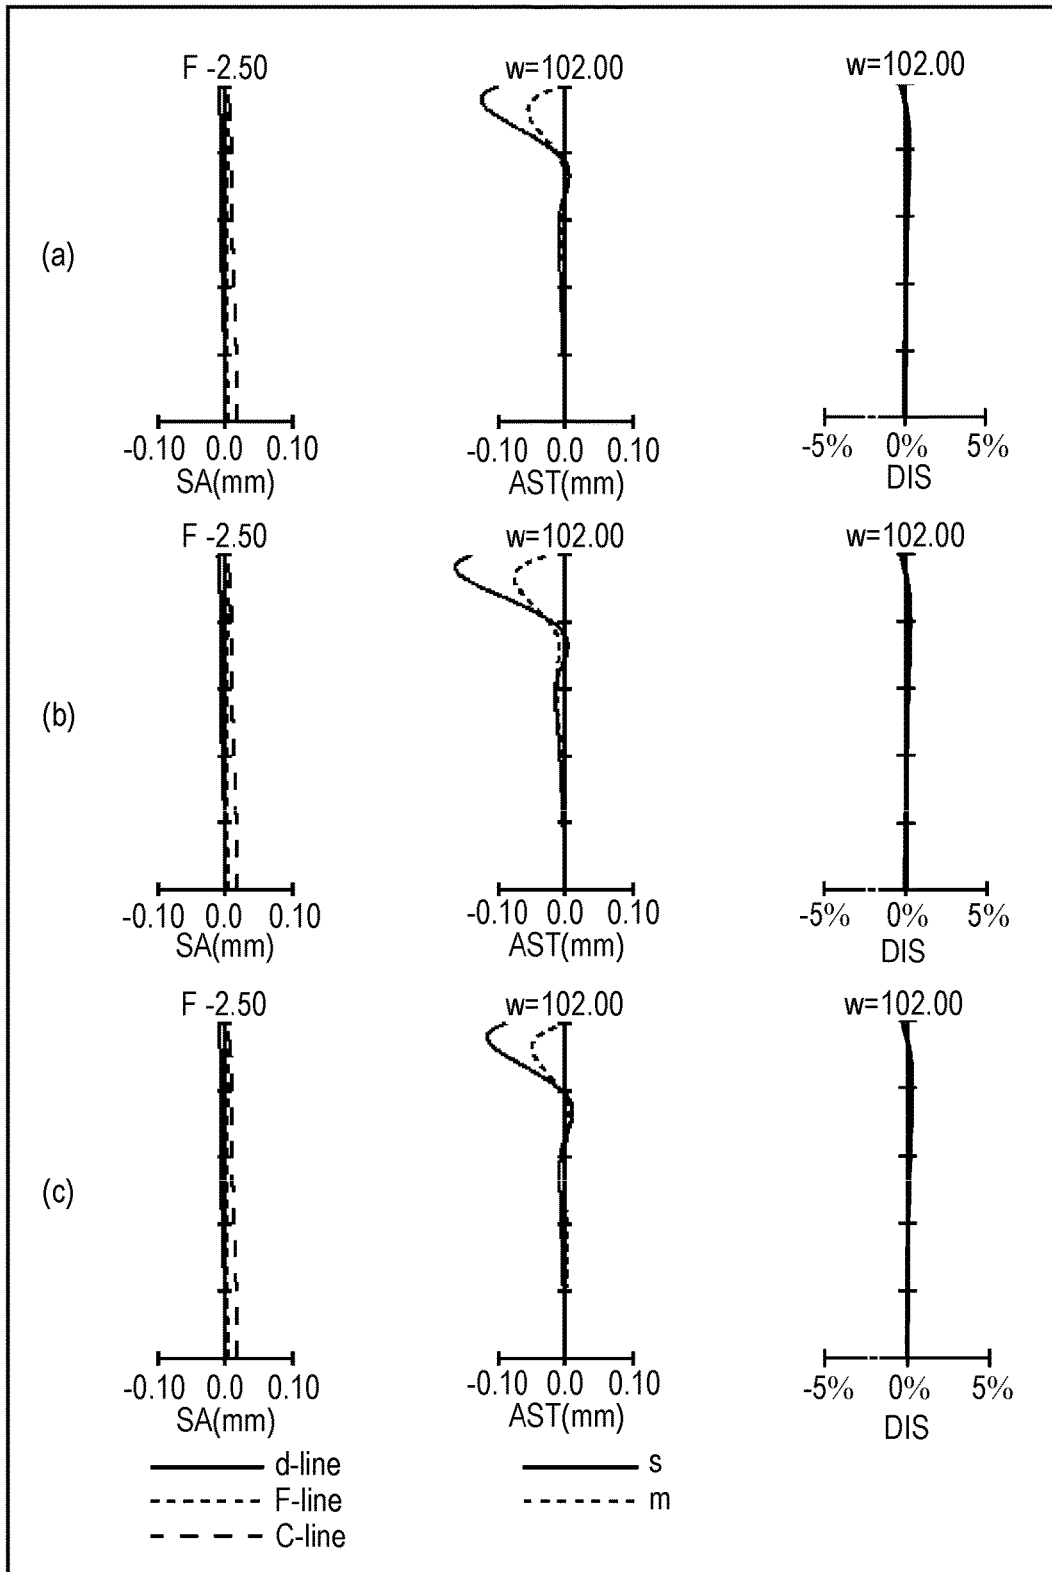 F -2.50 w=102.00 w=102.00
(a)
-0.10 0.0 0.10 -0.10 0.0 0.10 -5% 0% 5%
SA(mm) AST(mm) DIS
F -2.50 w=102.00 w=102.00
(b)
-0.10 0.0 0.10 -0.10 0.0 0.10 -5% 0% 5%
SA(mm) AST(mm) DIS
F -2.50 w=102.00 w=102.00
(c)
-0.10 0.0 0.10 -0.10 0.0 0.10 -5% 0% 5%
SA(mm) AST(mm) DIS
d-line s
F-line m
C-line